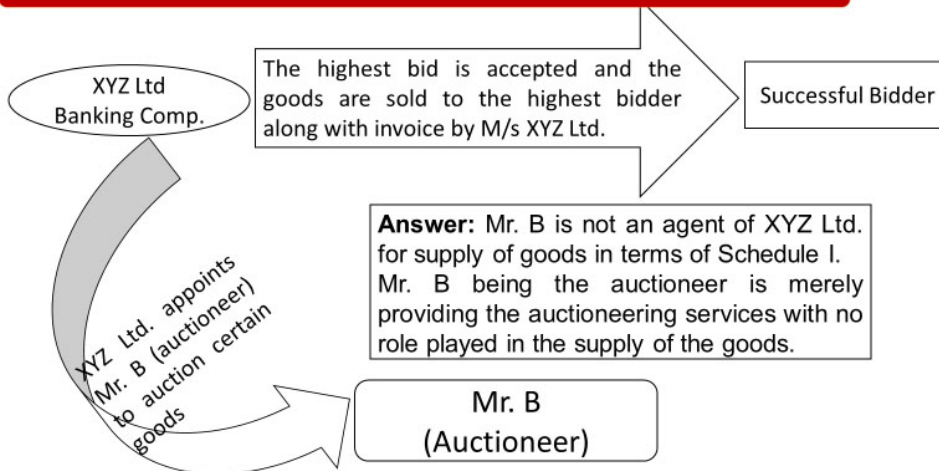 XYZ Ltd
Banking Comp.
The highest bid is accepted and the
goods are sold to the highest bidder
along with invoice by M/s XYZ Ltd.
Successful Bidder
Answer: Mr. B is not an agent of XYZ Ltd.
for supply of goods in terms of Schedule I.
Mr. B being the auctioneer is merely
providing the auctioneering services with no
role played in the supply of the goods.
XYZ Ltd. appoints
Mr. B (auctioneer)
to auction certain
goods
Mr. B
(Auctioneer)